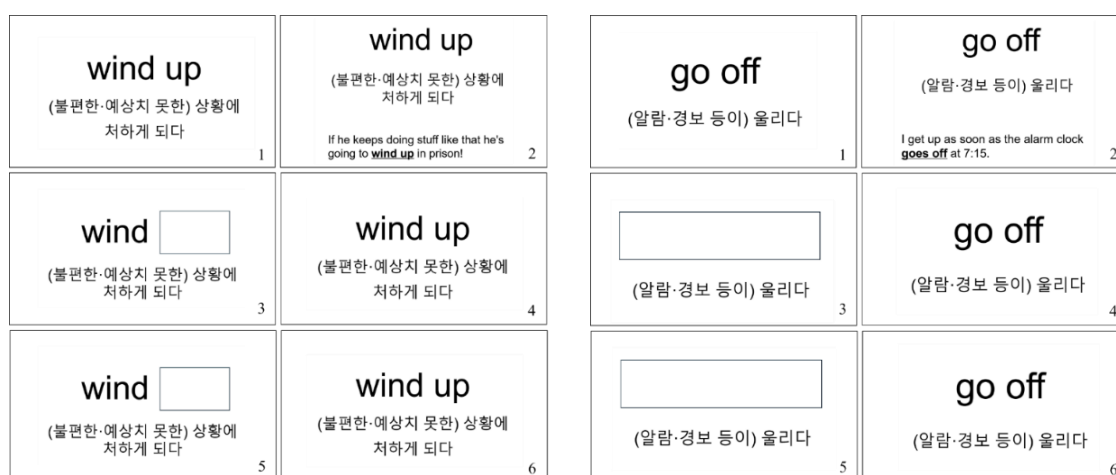 wind up
(불편한·예상치 못한) 상황에
처하게 되다
1
wind up
(불편한·예상치 못한) 상황에
처하게 되다
If he keeps doing stuff like that he's
going to wind up in prison!
2
wind
(불편한·예상치 못한) 상황에
처하게 되다
3
wind up
(불편한·예상치 못한) 상황에
처하게 되다
4
wind
(불편한·예상치 못한) 상황에
처하게 되다
5
wind up
(불편한·예상치 못한) 상황에
처하게 되다
6
go off
(알람·경보 등이) 울리다
1
go off
(알람·경보 등이) 울리다
I get up as soon as the alarm clock
goes off at 7:15.
2
(알람·경보 등이) 울리다
3
go off
(알람·경보 등이) 울리다
4
(알람·경보 등이) 울리다
5
go off
(알람·경보 등이) 울리다
6